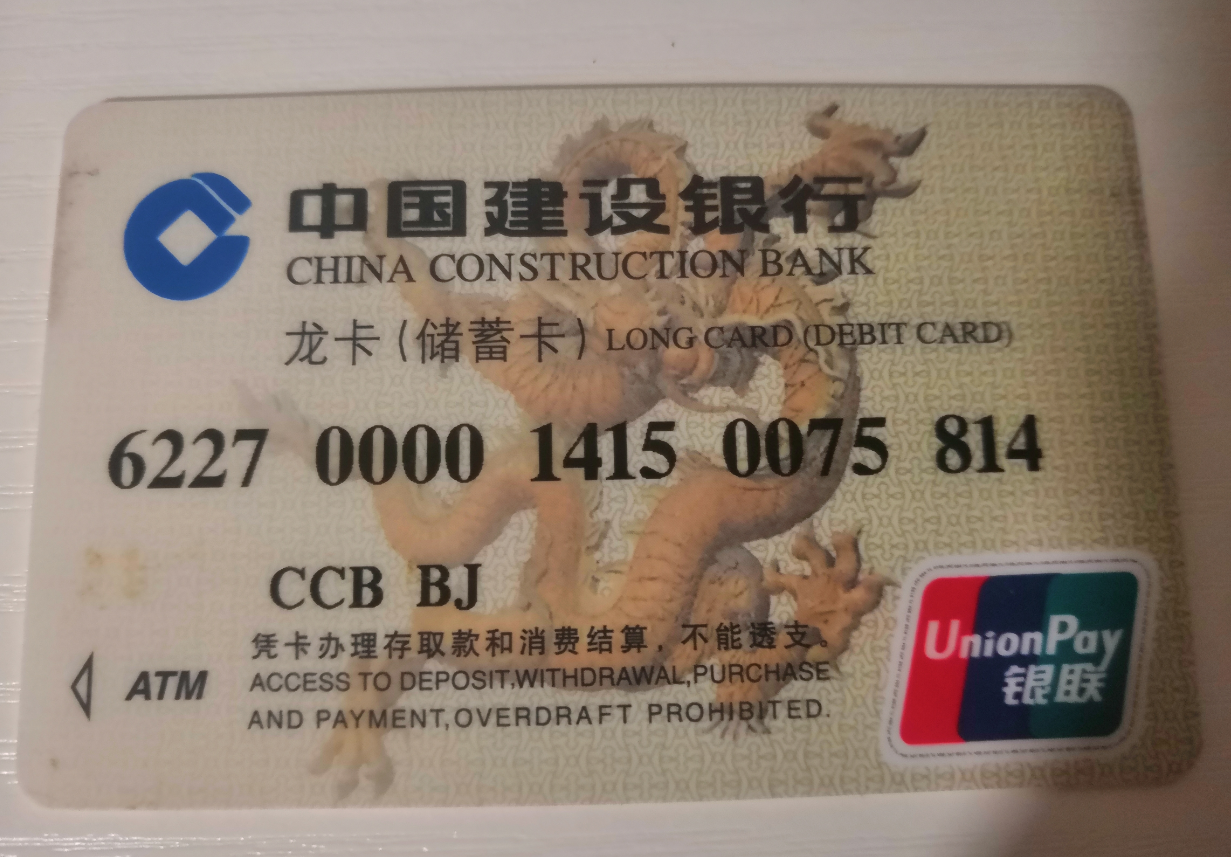 中国建设银行
CHINA CONSTRUCTION BANK
龙卡(储蓄卡) LONG CARD (DEBIT CARD)
6227 0000 1415 0075 814
CCB BJ
凭卡办理存取款和消费结算，不能透支。
ATM ACCESS TO DEPOSIT,WITHDRAWAL,PURCHASE
AND PAYMENT,OVERDRAFT PROHIBITED.
UnionPay
银联